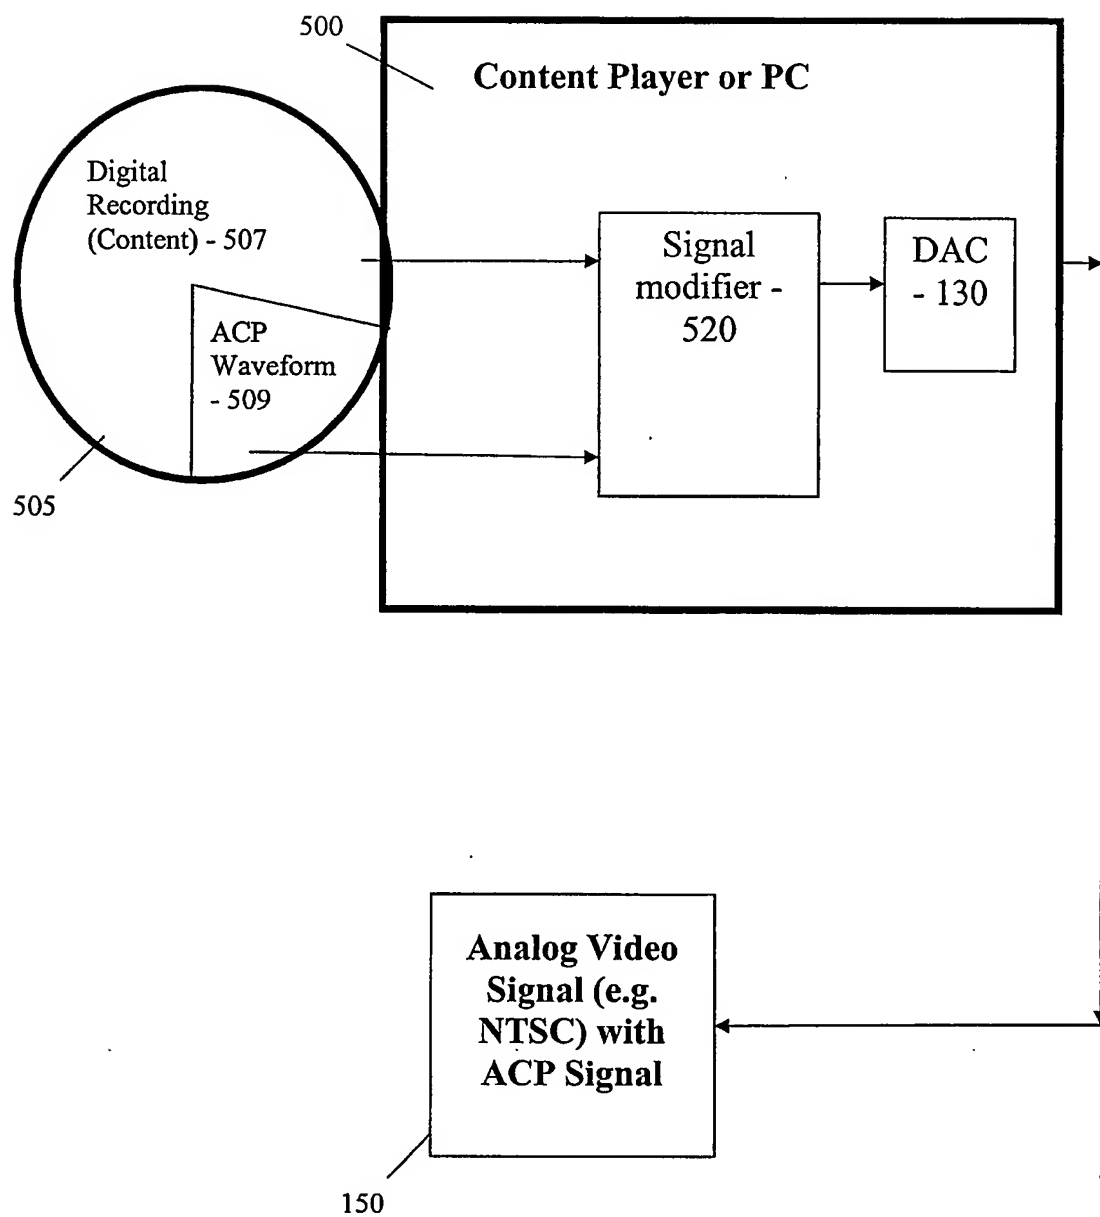 500
Content Player or PC
Digital
Recording
(Content) - 507
ACP
Waveform
- 509
Signal
modifier -
520
DAC
- 130
505
Analog Video
Signal (e.g.
NTSC) with
ACP Signal
150